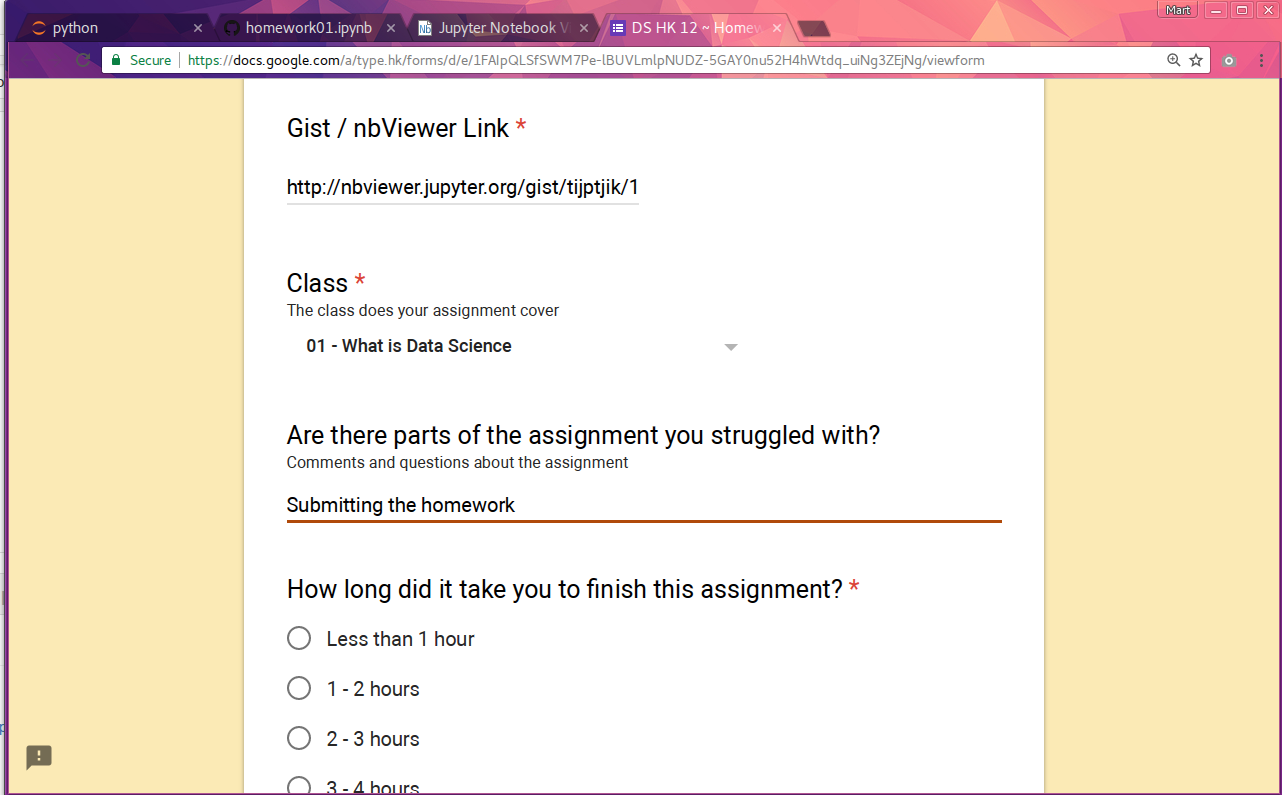 Mart
python
homework01.ipynb
Jupyter Notebook Vi
DS HK 12 ~ Homew
Secure
https://docs.google.com/a/type.hk/forms/d/e/1FAIpQLSfSWM7Pe-lBUVLmlpNUDZ-5GAY0nu52H4hWtdq_uiNg3ZEjNg/viewform
Gist / nbViewer Link *
http://nbviewer.jupyter.org/gist/tijptjik/1
Class *
The class does your assignment cover
01 - What is Data Science
Are there parts of the assignment you struggled with?
Comments and questions about the assignment
Submitting the homework
How long did it take you to finish this assignment? *
Less than 1 hour
1 - 2 hours
2 - 3 hours
3 - 4 hours